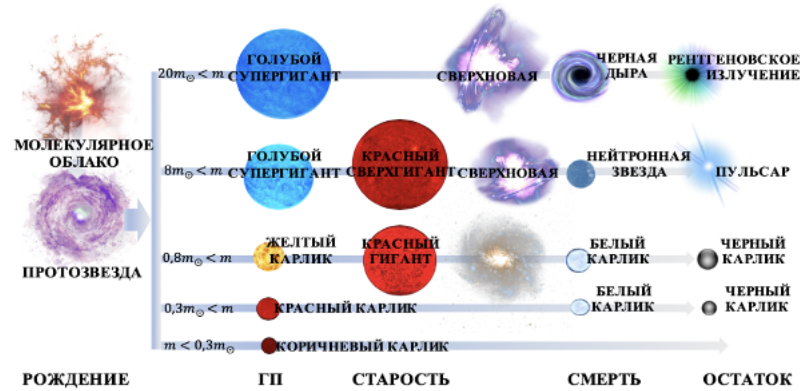 МОЛЕКУЛЯРНОЕ
ОБЛАКО
ПРОТОЗВЕЗДА
20m☉ < m
ГОЛУБОЙ
СУПЕРГИГАНТ
СВЕРХНОВАЯ
ЧЕРНАЯ
ДЫРА
РЕНТГЕНОВСКОЕ
ИЗЛУЧЕНИЕ
8m☉ < m
ГОЛУБОЙ
СУПЕРГИГАНТ
КРАСНЫЙ
СВЕРХГИГАНТ
СВЕРХНОВАЯ
НЕЙТРОННАЯ
ЗВЕЗДА
ПУЛЬСАР
0,8m☉ < m
ЖЕЛТЫЙ
КАРЛИК
КРАСНЫЙ
ГИГАНТ
БЕЛЫЙ
КАРЛИК
ЧЕРНЫЙ
КАРЛИК
0,3m☉ < m
КРАСНЫЙ КАРЛИК
БЕЛЫЙ
КАРЛИК
ЧЕРНЫЙ
КАРЛИК
m < 0,3m☉
КОРИЧНЕВЫЙ КАРЛИК
РОЖДЕНИЕ ГП СТАРОСТЬ СМЕРТЬ ОСТАТОК